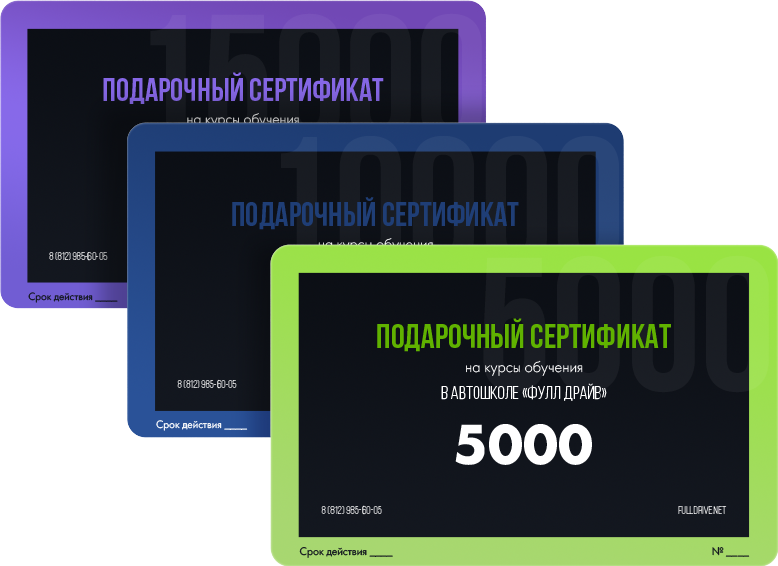 15000
ПОДАРОЧНЫЙ СЕРТИФИКАТ
на курсы обучения
8 (812) 985-60-05
Срок действия ____
10000
ПОДАРОЧНЫЙ СЕРТИФИКАТ
на курсы обучения
8 (812) 985-60-05
Срок действия ____
5000
ПОДАРОЧНЫЙ СЕРТИФИКАТ
на курсы обучения
В АВТОШКОЛЕ «ФУЛЛ ДРАЙВ»
5000
8 (812) 985-60-05 FULLDRIVE.NET
Срок действия ____ № ____